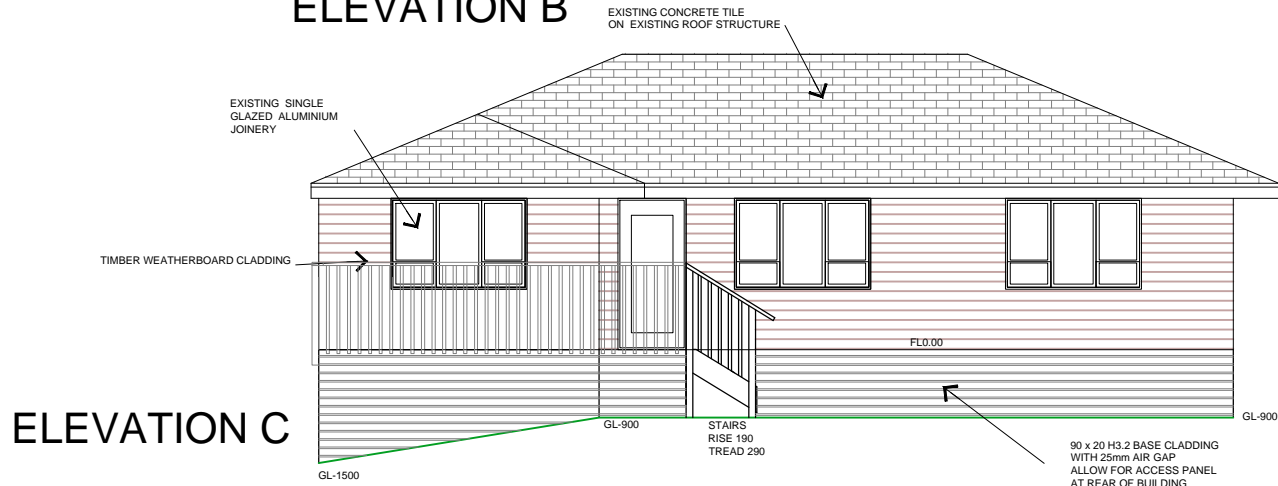 ELEVATION B
EXISTING CONCRETE TILE
ON EXISTING ROOF STRUCTURE
EXISTING SINGLE
GLAZED ALUMINIUM
JOINERY
TIMBER WEATHERBOARD CLADDING
FL0.00
ELEVATION C
GL-900
STAIRS
RISE 190
TREAD 290
GL-900
GL-1500
90 x 20 H3.2 BASE CLADDING
WITH 25mm AIR GAP
ALLOW FOR ACCESS PANEL
AT REAR OF BUILDING